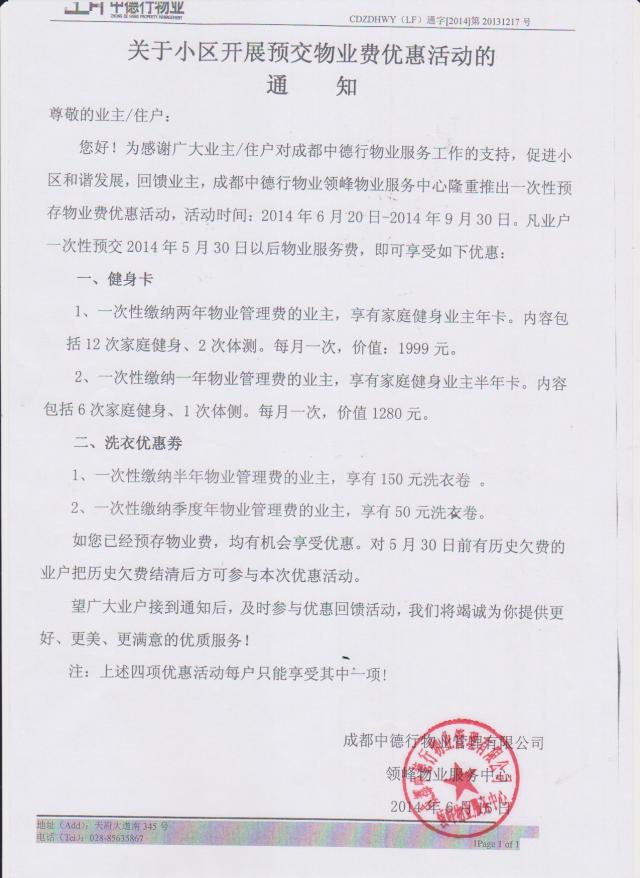 中德行物业
CDZDHWY（LF）通字[2014]第 20131217 号
关于小区开展预交物业费优惠活动的
通 知
尊敬的业主/住户：
您好！为感谢广大业主/住户对成都中德行物业服务工作的支持，促进小
区和谐发展，回馈业主，成都中德行物业领峰物业服务中心隆重推出一次性预
存物业费优惠活动，活动时间：2014 年 6 月 20 日-2014 年 9 月 30 日。凡业户
一次性预交 2014 年 5 月 30 日以后物业服务费，即可享受如下优惠：
一、健身卡
1、一次性缴纳两年物业管理费的业主，享有家庭健身业主年卡。内容包
括 12 次家庭健身、2 次体测。每月一次，价值：1999 元。
2、一次性缴纳一年物业管理费的业主，享有家庭健身业主半年卡。内容
包括 6 次家庭健身、1 次体侧。每月一次，价值 1280 元。
二、洗衣优惠劵
1、一次性缴纳半年物业管理费的业主，享有 150 元洗衣卷 。
2、一次性缴纳季度年物业管理费的业主，享有 50 元洗衣卷。
如您已经预存物业费，均有机会享受优惠。对 5 月 30 日前有历史欠费的
业户把历史欠费结清后方可参与本次优惠活动。
望广大业户接到通知后，及时参与优惠回馈活动，我们将竭诚为你提供更
好、更美、更满意的优质服务！
注：上述四项优惠活动每户只能享受其中一项!
成都中德行物业管理有限公司
领峰物业服务中心
2014 年 6 月 日
地址（Add）：天府大道南 345 号
电话（Tel）：028-85635867
1Page 1 of 1